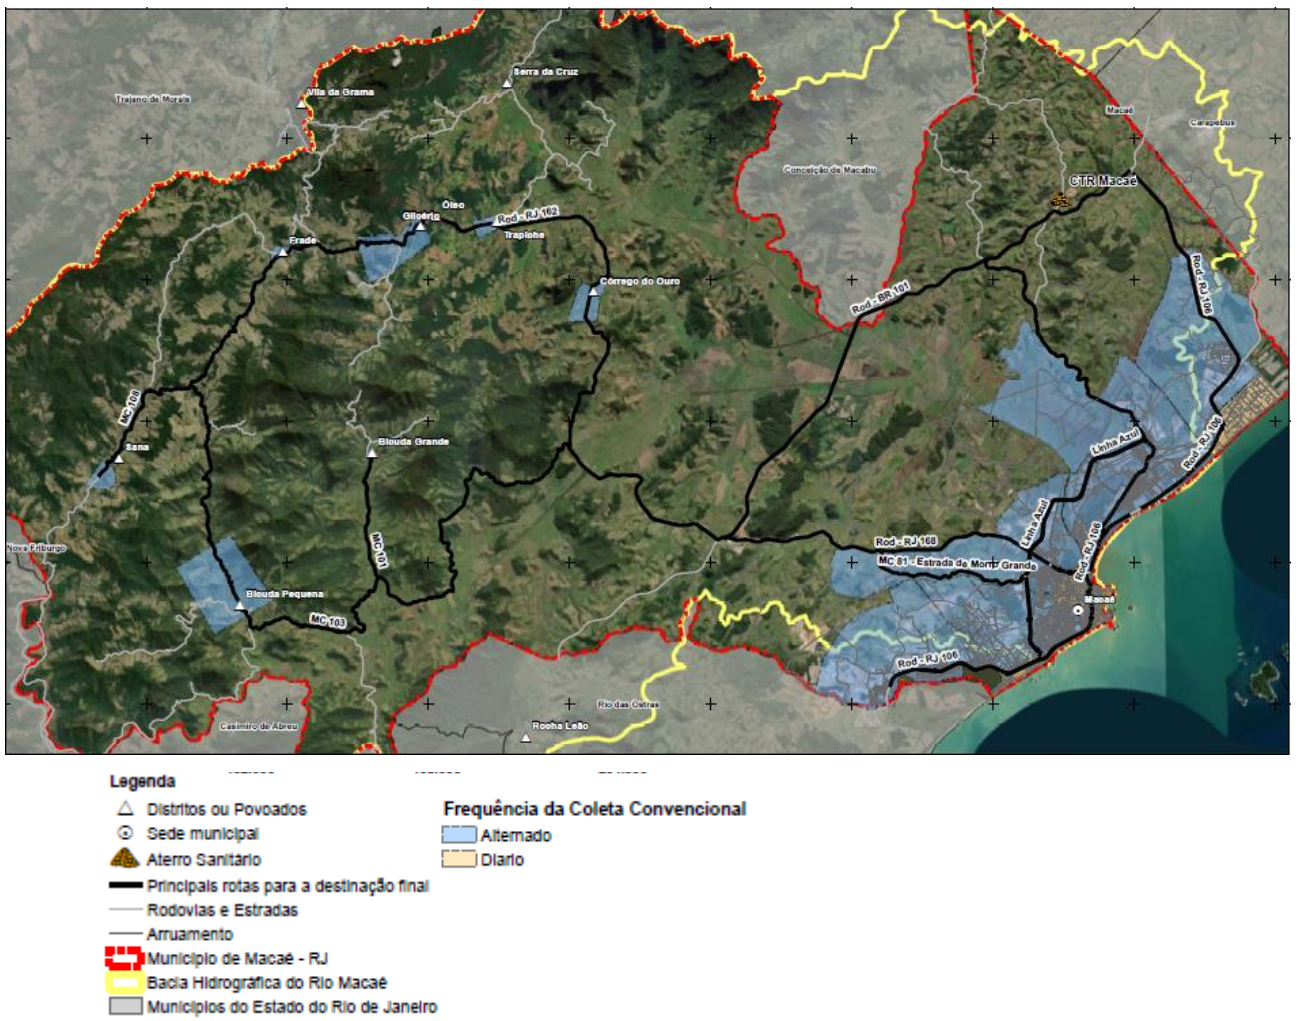 Serra da Cruz
Vila da Grama
Trajano de Morais
Macaé
Carapebus
Conceição de Macabu
CTR Macaé
Óleo
Glicério
Rod - RJ 162
Trapiche
Frade
Córrego do Ouro
Rod - BR 101
Rod - RJ 106
MC 108
Sana
Bicuda Grande
Linha Azul
Rod - RJ 106
Linha Azul
Rod - RJ 106
Nova Friburgo
MC 101
Rod - RJ 168
MC 81 - Estrada de Morro Grande
Bicuda Pequena
Macaé
MC 103
Rod - RJ 106
Rio das Ostras
Casimiro de Abreu
Rocha Leão
Legenda
Distritos ou Povoados
Sede municipal
Aterro Sanitário
Principais rotas para a destinação final
Rodovias e Estradas
Arruamento
Município de Macaé - RJ
Bacia Hidrográfica do Rio Macaé
Municípios do Estado do Rio de Janeiro
Frequência da Coleta Convencional
Alternado
Diario